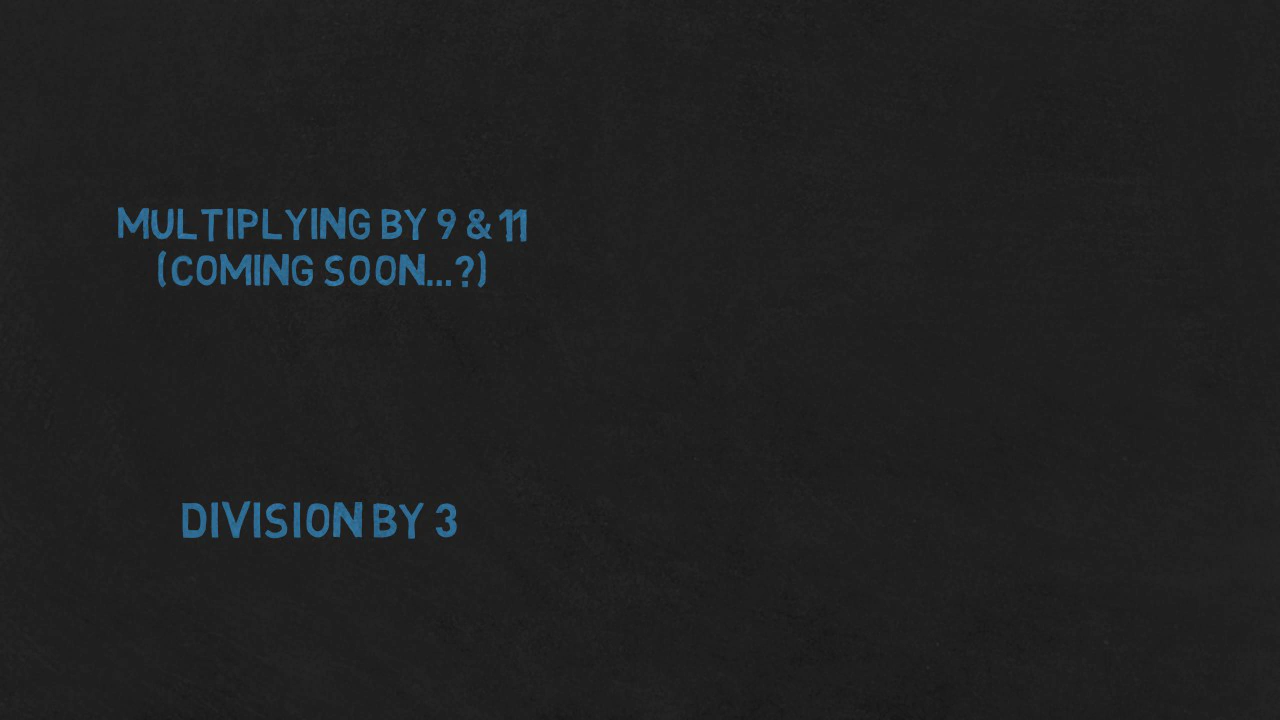 MULTIPLYING BY 9 & 11
(COMING SOON...?)
DIVISION BY 3